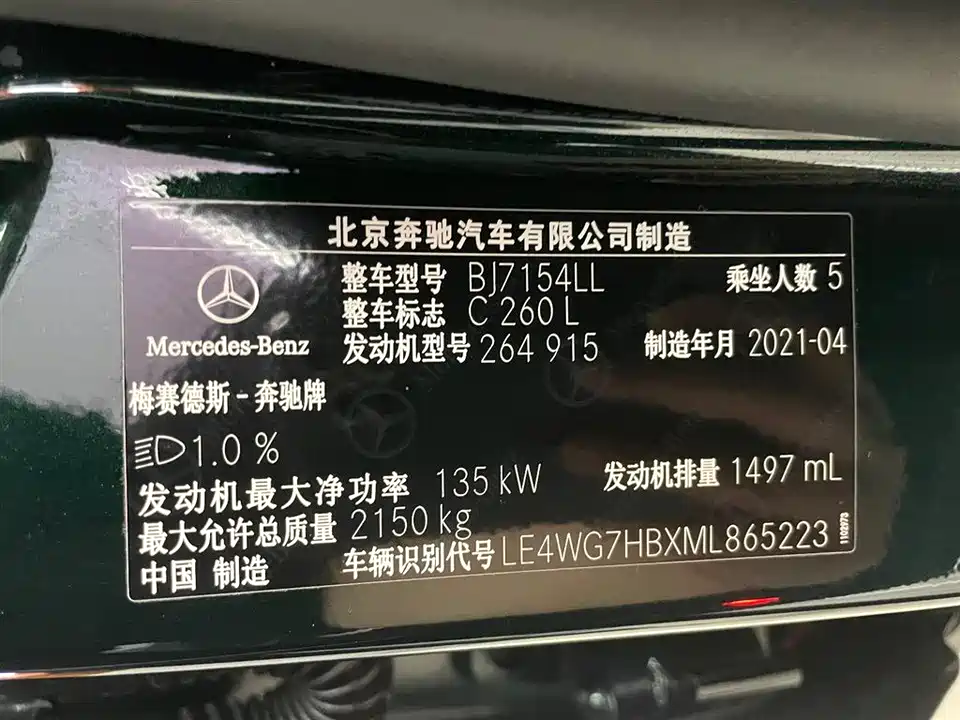 北京奔驰汽车有限公司制造
整车型号 BJ7154LL 乘坐人数 5
整车标志 C 260 L
发动机型号 264 915 制造年月 2021-04
Mercedes-Benz
梅赛德斯-奔驰牌
1.0 %
发动机最大净功率 135 kW 发动机排量 1497 mL
最大允许总质量 2150 kg
中国 制造 车辆识别代号 LE4WG7HBXML865223
1102973